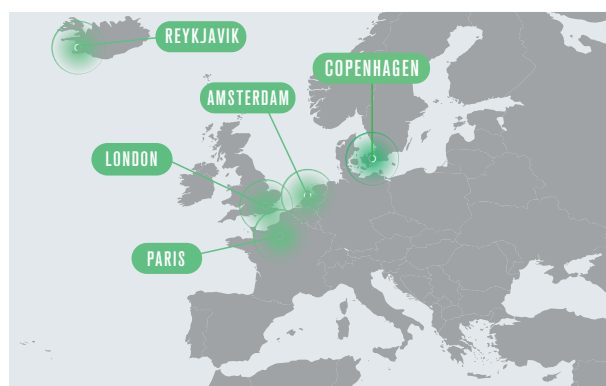 REYKJAVIK
COPENHAGEN
AMSTERDAM
LONDON
PARIS